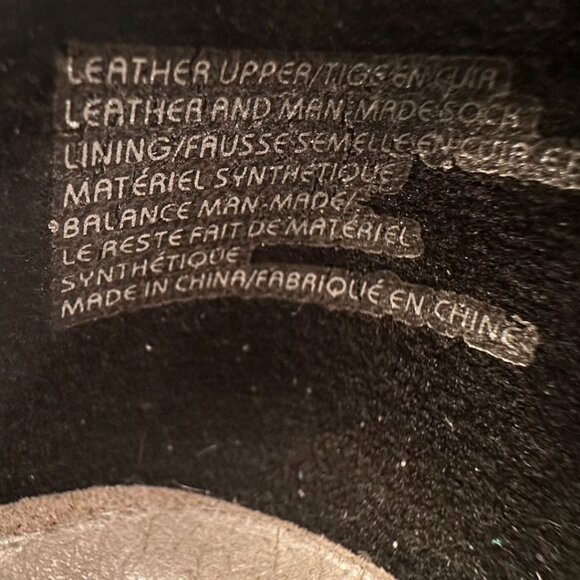 LEATHER UPPER/TIGE EN CUIR
LEATHER AND MAN-MADE SOCK
LINING/FAUSSE SEMELLE EN CUIR ET
MATÉRIEL SYNTHETIQUE
BALANCE MAN-MADE/
LE RESTE FAIT DE MATÉRIEL
SYNTHÉTIQUE
MADE IN CHINA/FABRIQUÉ EN CHINE